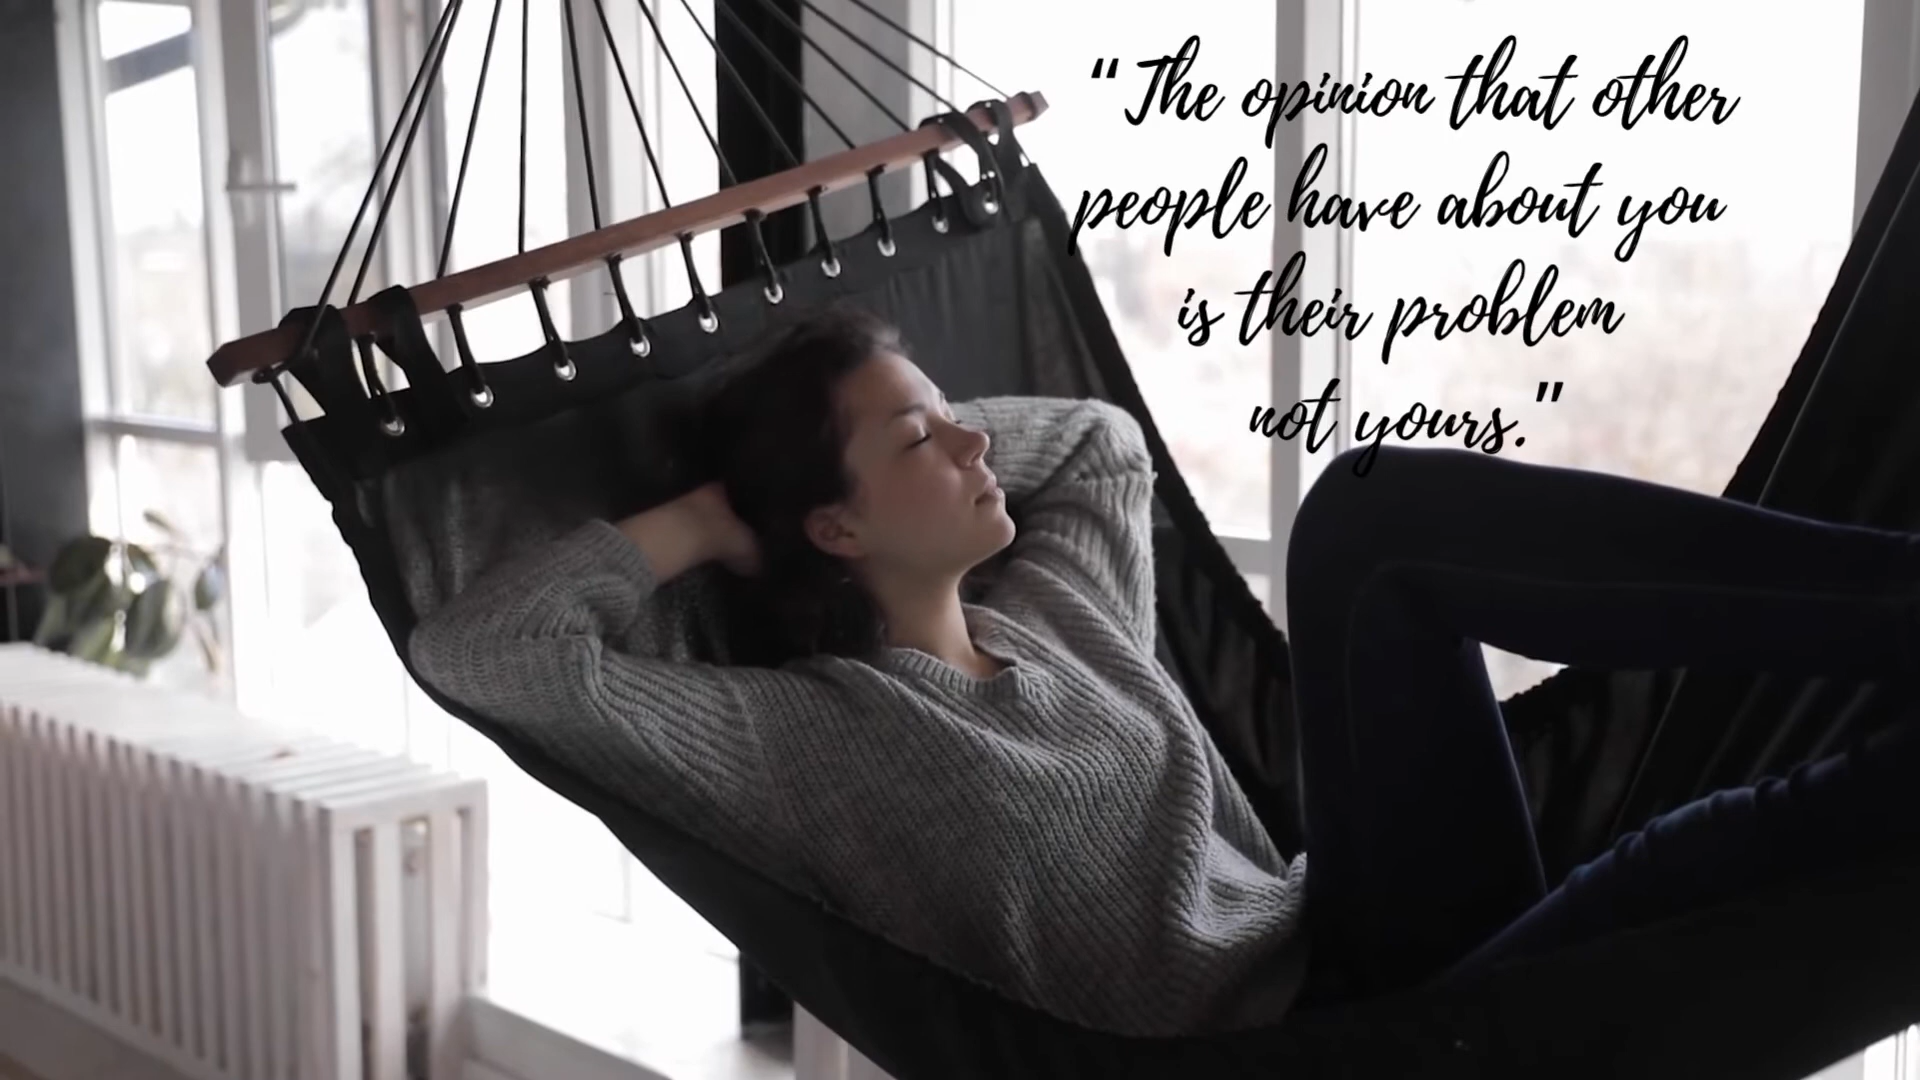 “The opinion that other
people have about you
is their problem
not yours.”